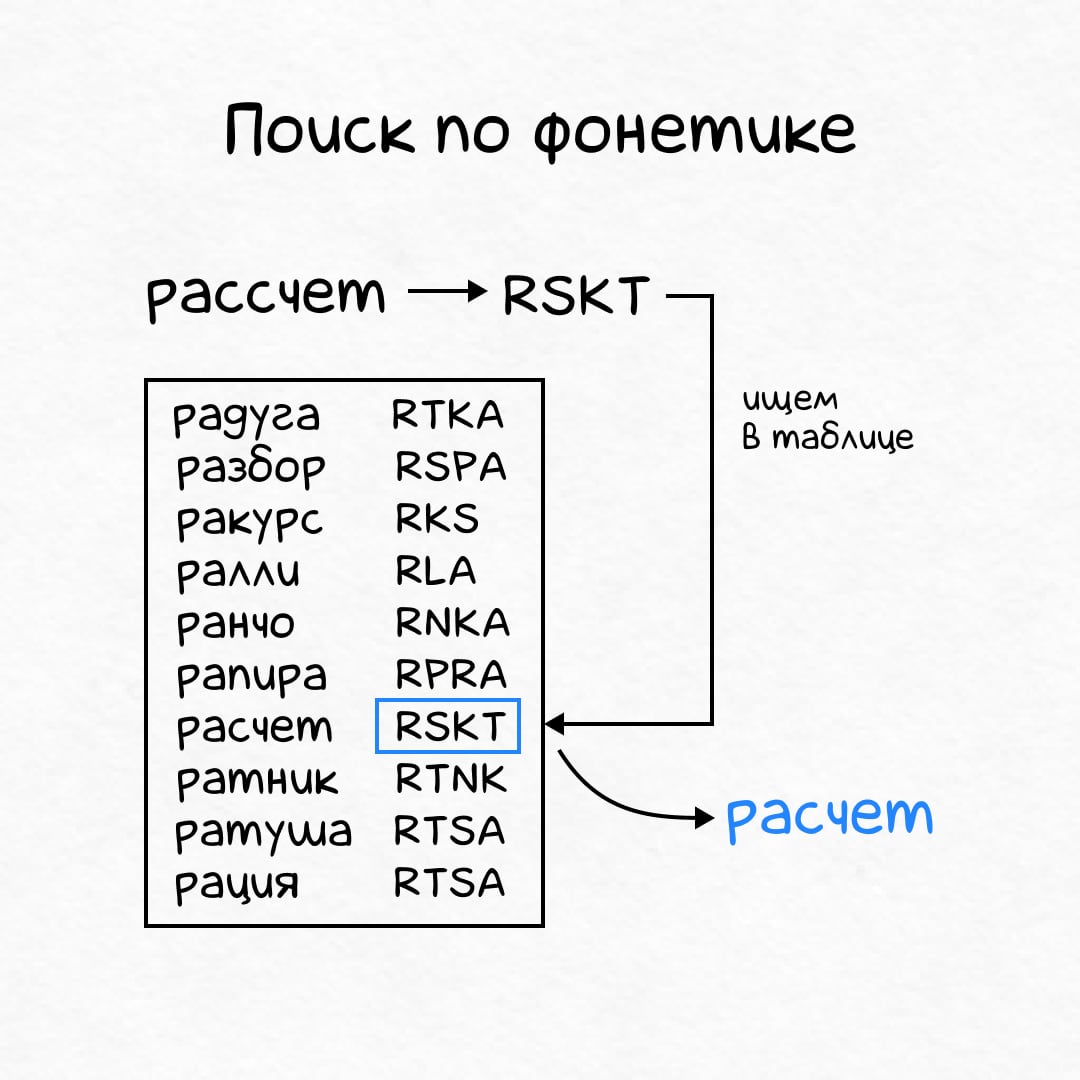 Поиск по фонетике
рассчет → RSKT
ищем
в таблице
радуга RTKA
разбор RSPA
ракурс RKS
ралли RLA
ранчо RNKA
рапира RPRA
расчет RSKT
ратник RTNK
ратуша RTSA
рация RTSA
расчет